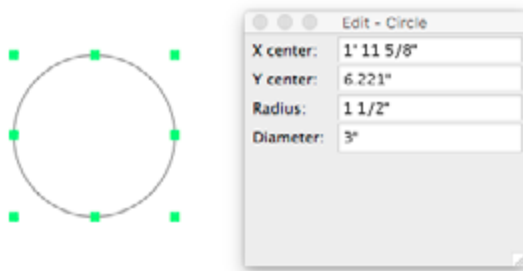 Edit - Circle
X center: 1' 11 5/8"
Y center: 6.221"
Radius: 1 1/2"
Diameter: 3"